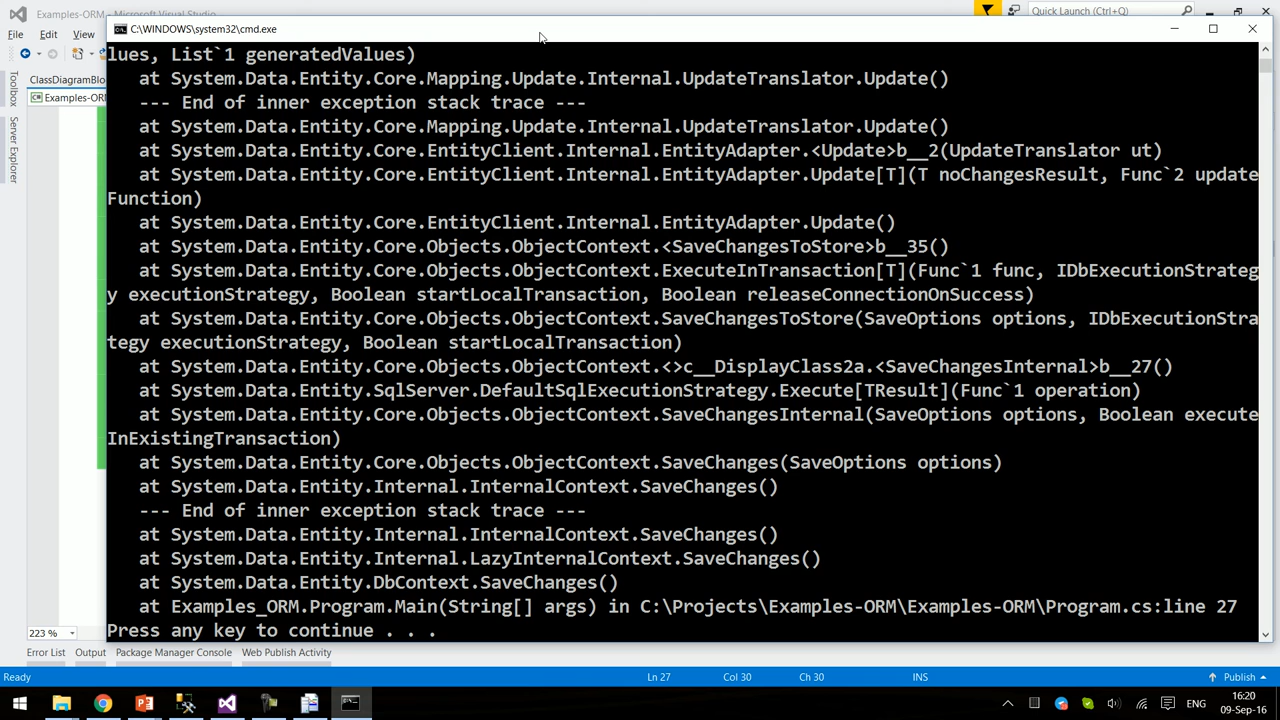 Examples-ORM - Microsoft Visual Studio
Quick Launch (Ctrl+Q)
C:\WINDOWS\system32\cmd.exe
File Edit View
ClassDiagramBlo
Examples-OR
Toolbox
Server Explorer
lues, List`1 generatedValues)
at System.Data.Entity.Core.Mapping.Update.Internal.UpdateTranslator.Update()
--- End of inner exception stack trace ---
at System.Data.Entity.Core.Mapping.Update.Internal.UpdateTranslator.Update()
at System.Data.Entity.Core.EntityClient.Internal.EntityAdapter.<Update>b__2(UpdateTranslator ut)
at System.Data.Entity.Core.EntityClient.Internal.EntityAdapter.Update[T](T noChangesResult, Func`2 update
Function)
at System.Data.Entity.Core.EntityClient.Internal.EntityAdapter.Update()
at System.Data.Entity.Core.Objects.ObjectContext.<SaveChangesToStore>b__35()
at System.Data.Entity.Core.Objects.ObjectContext.ExecuteInTransaction[T](Func`1 func, IDbExecutionStrateg
y executionStrategy, Boolean startLocalTransaction, Boolean releaseConnectionOnSuccess)
at System.Data.Entity.Core.Objects.ObjectContext.SaveChangesToStore(SaveOptions options, IDbExecutionStra
tegy executionStrategy, Boolean startLocalTransaction)
at System.Data.Entity.Core.Objects.ObjectContext.<>c__DisplayClass2a.<SaveChangesInternal>b__27()
at System.Data.Entity.SqlServer.DefaultSqlExecutionStrategy.Execute[TResult](Func`1 operation)
at System.Data.Entity.Core.Objects.ObjectContext.SaveChangesInternal(SaveOptions options, Boolean execute
InExistingTransaction)
at System.Data.Entity.Core.Objects.ObjectContext.SaveChanges(SaveOptions options)
at System.Data.Entity.Internal.InternalContext.SaveChanges()
--- End of inner exception stack trace ---
at System.Data.Entity.Internal.InternalContext.SaveChanges()
at System.Data.Entity.Internal.LazyInternalContext.SaveChanges()
at System.Data.Entity.DbContext.SaveChanges()
at Examples_ORM.Program.Main(String[] args) in C:\Projects\Examples-ORM\Examples-ORM\Program.cs:line 27
Press any key to continue . . .
223 %
Error List Output Package Manager Console Web Publish Activity
Ready Ln 27 Col 30 Ch 30 INS Publish
ENG
16:20
09-Sep-16